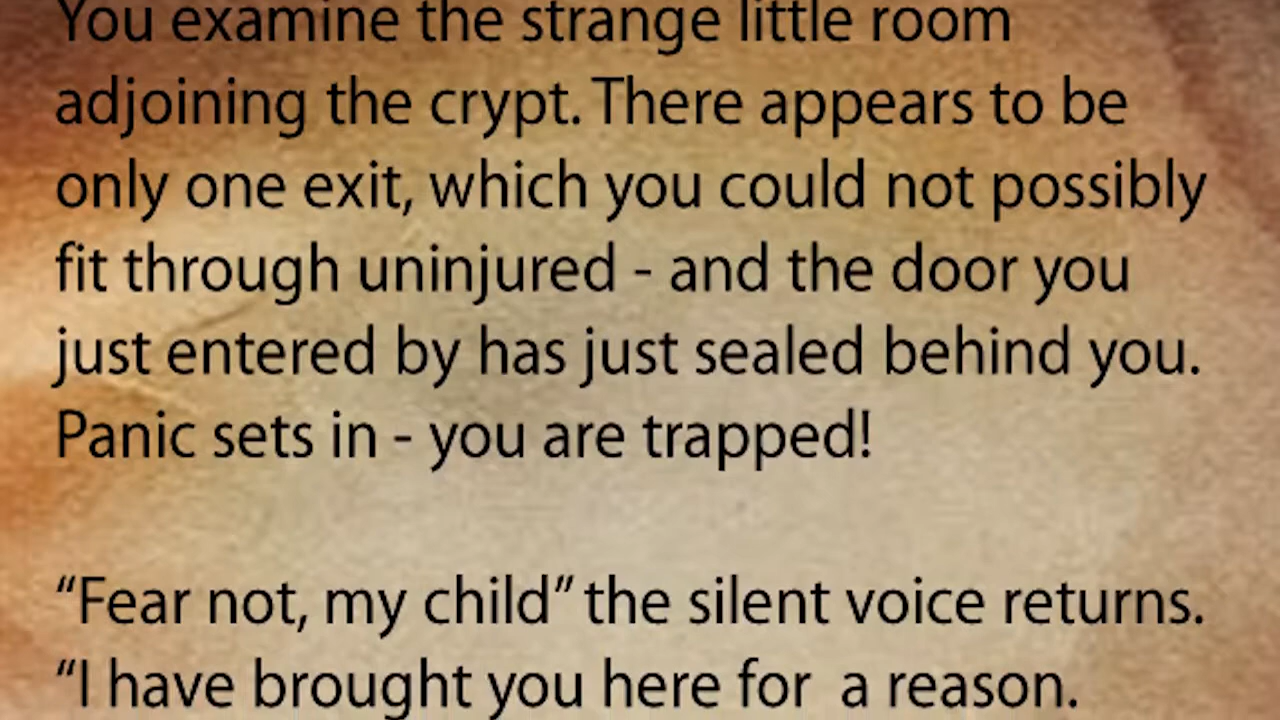 You examine the strange little room
adjoining the crypt. There appears to be
only one exit, which you could not possibly
fit through uninjured - and the door you
just entered by has just sealed behind you.
Panic sets in - you are trapped!
“Fear not, my child” the silent voice returns.
“I have brought you here for  a reason.